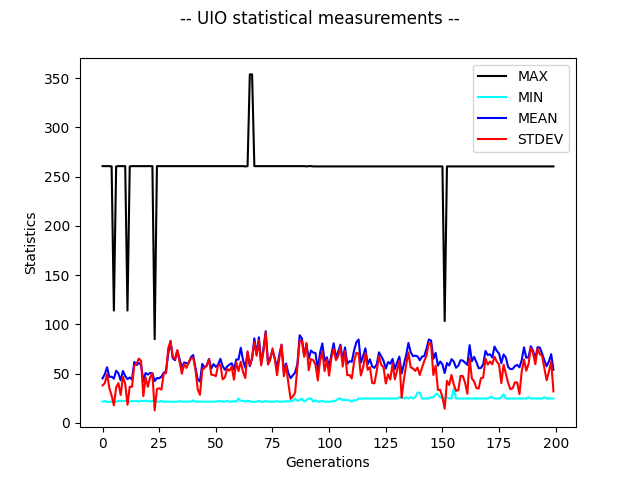 -- UIO statistical measurements --
MAX
MIN
MEAN
STDEV
Statistics
350
300
250
200
150
100
50
0
0 25 50 75 100 125 150 175 200
Generations